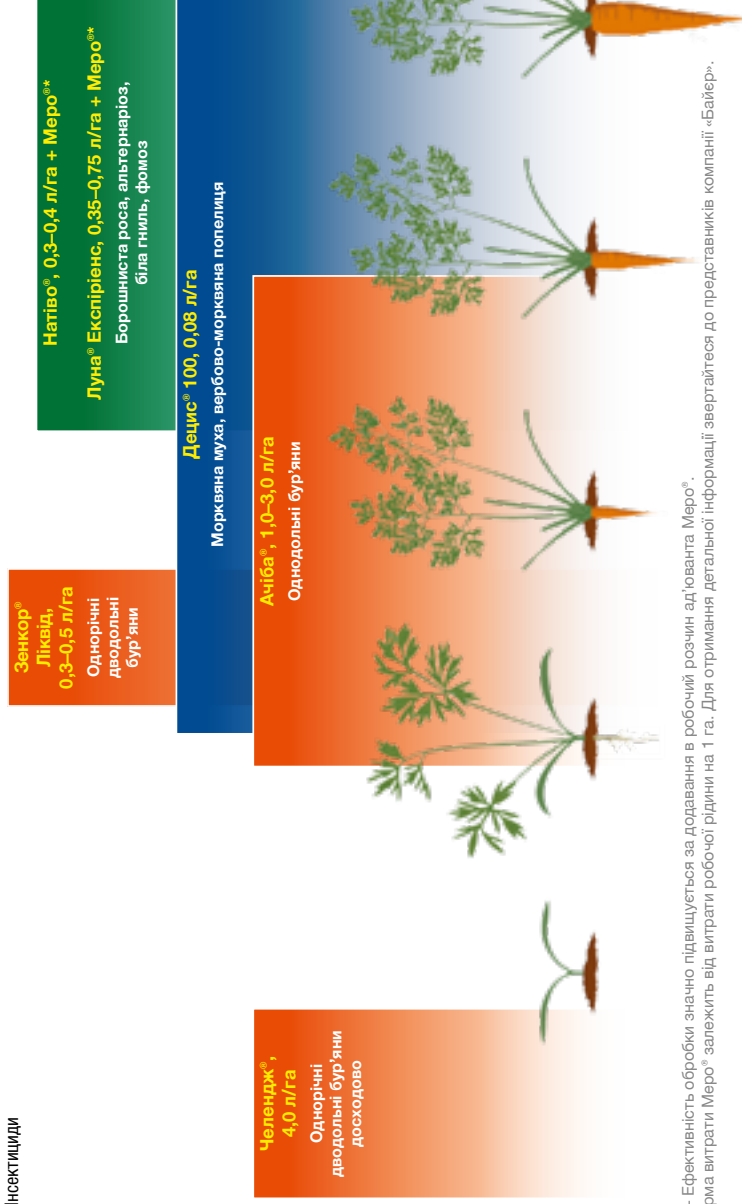 Інсектициди
Зенкор®
Ліквід,
0,3–0,5 л/га
Однорічні
дводольні
бур’яни
Натіво®, 0,3–0,4 л/га + Меро®*
Луна® Експірієнс, 0,35–0,75 л/га + Меро®*
Борошниста роса, альтернаріоз,
біла гниль, фомоз
Децис® 100, 0,08 л/га
Морквяна муха, вербово-морквяна попелиця
Ачіба®, 1,0–3,0 л/га
Однодольні бур’яни
Челендж®,
4,0 л/га
Однорічні
дводольні бур’яни
досходово
- Ефективність обробки значно підвищується за додавання в робочий розчин ад’юванта Меро®.
рма витрати Меро® залежить від витрати робочої рідини на 1 га. Для отримання детальної інформації звертайтеся до представників компанії «Байєр».